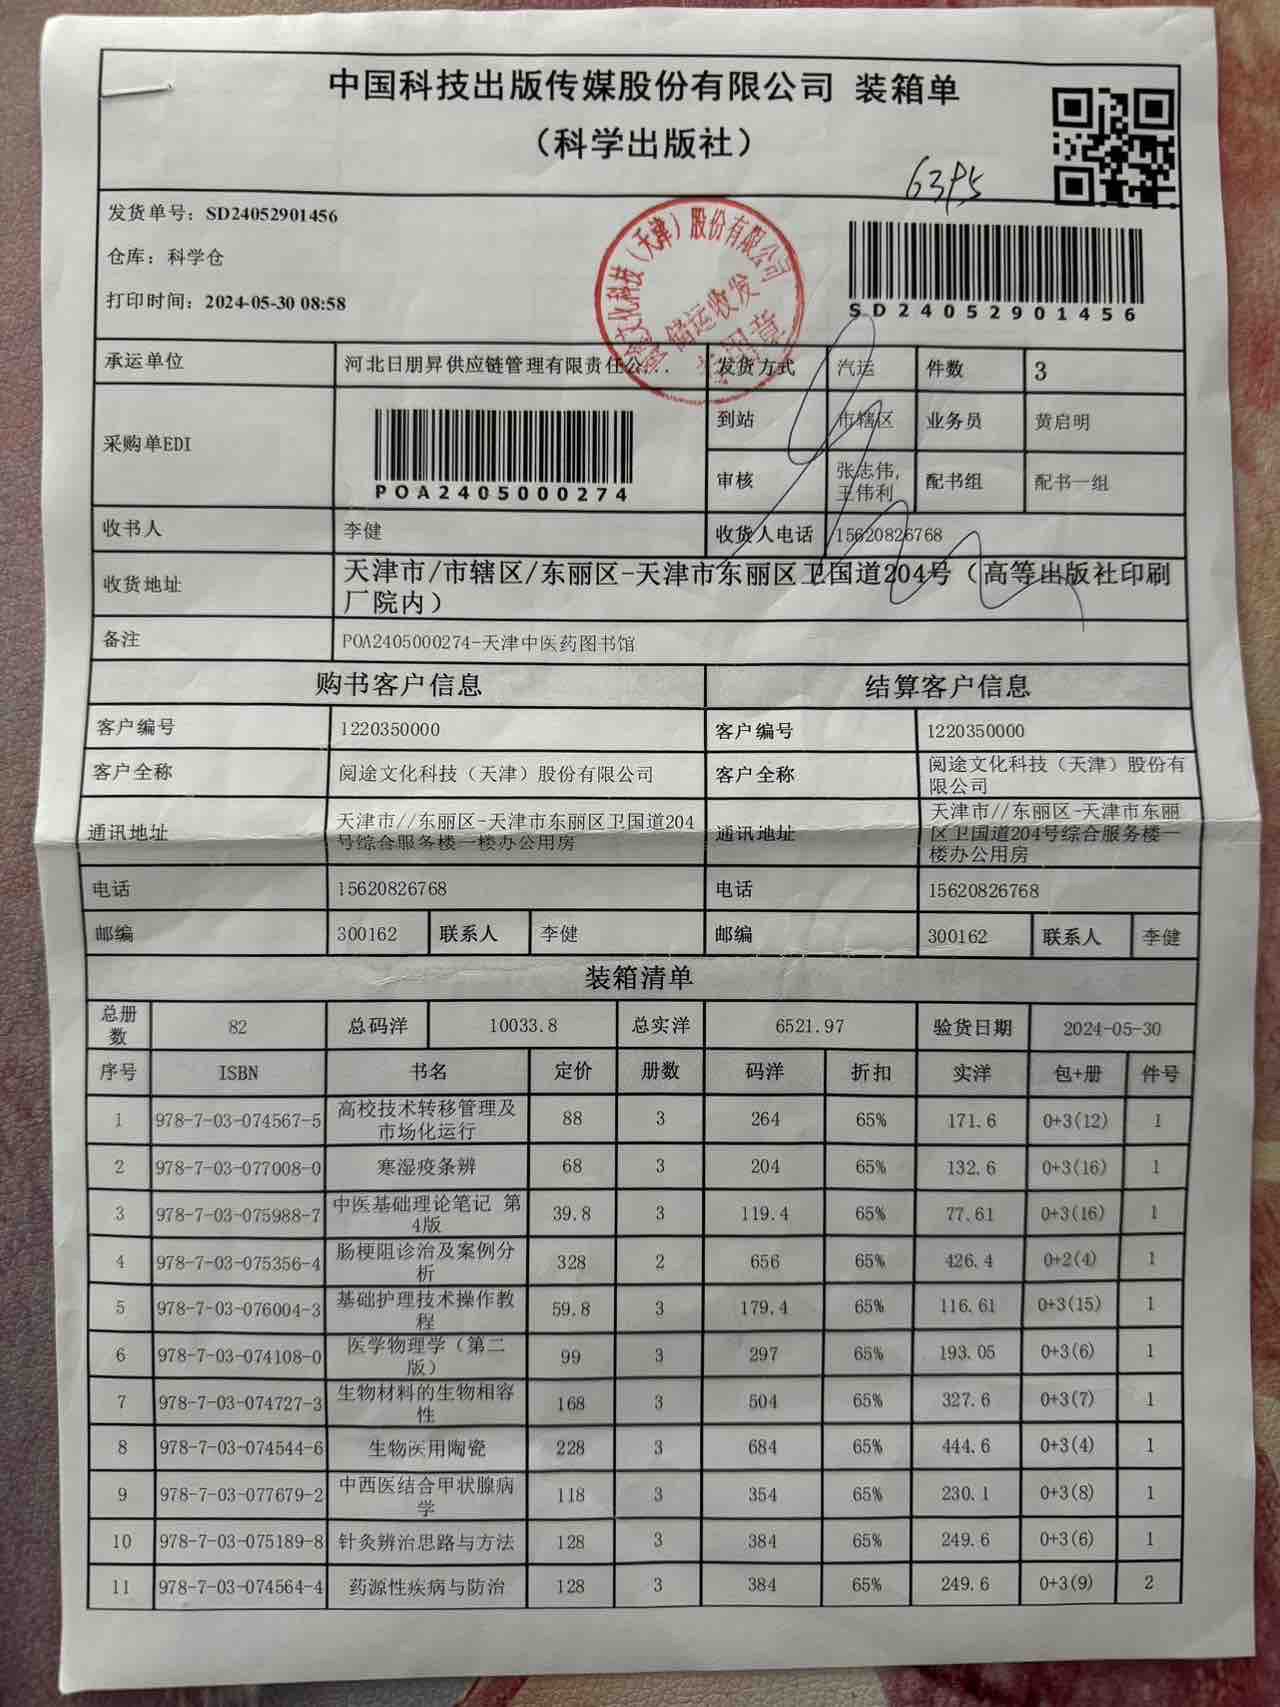 中国科技出版传媒股份有限公司 装箱单
（科学出版社）
发货单号：SD24052901456
仓库：科学仓
打印时间：2024-05-30 08:58
SD24052901456
文化科技（天津）股份有限公司
储运收发
专用章
承运单位 河北日朋昇供应链管理有限责任公... 发货方式 汽运 件数 3
采购单EDI POA2405000274
到站 市辖区 业务员 黄启明
审核 张志伟, 配书组 配书一组
王伟利
收书人 李健 收货人电话 15620826768
收货地址 天津市/市辖区/东丽区-天津市东丽区卫国道204号（高等出版社印刷
厂院内）
备注 POA2405000274-天津中医药图书馆
购书客户信息 结算客户信息
客户编号 1220350000 客户编号 1220350000
客户全称 阅途文化科技（天津）股份有限公司 客户全称 阅途文化科技（天津）股份有
限公司
通讯地址 天津市//东丽区-天津市东丽区卫国道204
号综合服务楼一楼办公用房
通讯地址 天津市//东丽区-天津市东丽
区卫国道204号综合服务楼一
楼办公用房
电话 15620826768 电话 15620826768
邮编 300162 联系人 李健 邮编 300162 联系人 李健
装箱清单
总册
数 82 总码洋 10033.8 总实洋 6521.97 验货日期 2024-05-30
序号 ISBN 书名 定价 册数 码洋 折扣 实洋 包+册 件号
1 978-7-03-074567-5 高校技术转移管理及
市场化运行 88 3 264 65% 171.6 0+3(12) 1
2 978-7-03-077008-0 寒湿疫条辨 68 3 204 65% 132.6 0+3(16) 1
3 978-7-03-075988-7 中医基础理论笔记 第
4版 39.8 3 119.4 65% 77.61 0+3(16) 1
4 978-7-03-075356-4 肠梗阻诊治及案例分
析 328 2 656 65% 426.4 0+2(4) 1
5 978-7-03-076004-3 基础护理技术操作教
程 59.8 3 179.4 65% 116.61 0+3(15) 1
6 978-7-03-074108-0 医学物理学（第二
版） 99 3 297 65% 193.05 0+3(6) 1
7 978-7-03-074727-3 生物材料的生物相容
性 168 3 504 65% 327.6 0+3(7) 1
8 978-7-03-074544-6 生物医用陶瓷 228 3 684 65% 444.6 0+3(4) 1
9 978-7-03-077679-2 中西医结合甲状腺病
学 118 3 354 65% 230.1 0+3(8) 1
10 978-7-03-075189-8 针灸辨治思路与方法 128 3 384 65% 249.6 0+3(6) 1
11 978-7-03-074564-4 药源性疾病与防治 128 3 384 65% 249.6 0+3(9) 2